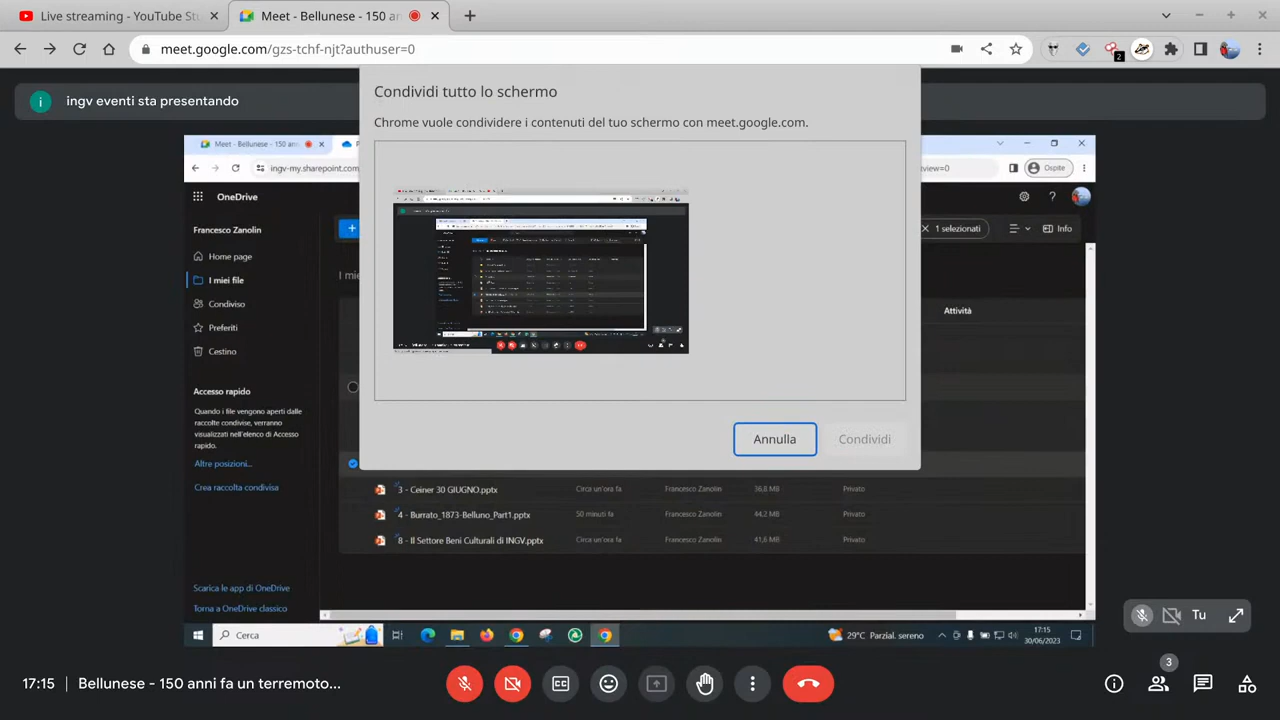 Live streaming - YouTube Stu
Meet - Bellunese - 150 an
meet.google.com/gzs-tchf-njt?authuser=0
2
ingv eventi sta presentando
Condividi tutto lo schermo
Chrome vuole condividere i contenuti del tuo schermo con meet.google.com.
Annulla
Condividi
Meet - Bellunese - 150 an
ingv-my.sharepoint.com
view=0
Ospite
OneDrive
Francesco Zanolin
Home page
I miei file
Condiviso
Preferiti
Cestino
Accesso rapido
Quando i file vengono aperti dalle
raccolte condivise, verranno
visualizzati nell'elenco di Accesso
rapido.
Altre posizioni...
Crea raccolta condivisa
Scarica le app di OneDrive
Torna a OneDrive classico
1 selezionati
Info
I mie
Attività
3 - Ceiner 30 GIUGNO.pptx Circa un'ora fa Francesco Zanolin 36,8 MB Privato
4 - Burrato_1873-Belluno_Part1.pptx 50 minuti fa Francesco Zanolin 44,2 MB Privato
8 - Il Settore Beni Culturali di INGV.pptx Circa un'ora fa Francesco Zanolin 41,6 MB Privato
Cerca
29°C Parzial. sereno
17:15
30/06/2023
Tu
17:15 | Bellunese - 150 anni fa un terremoto...
3